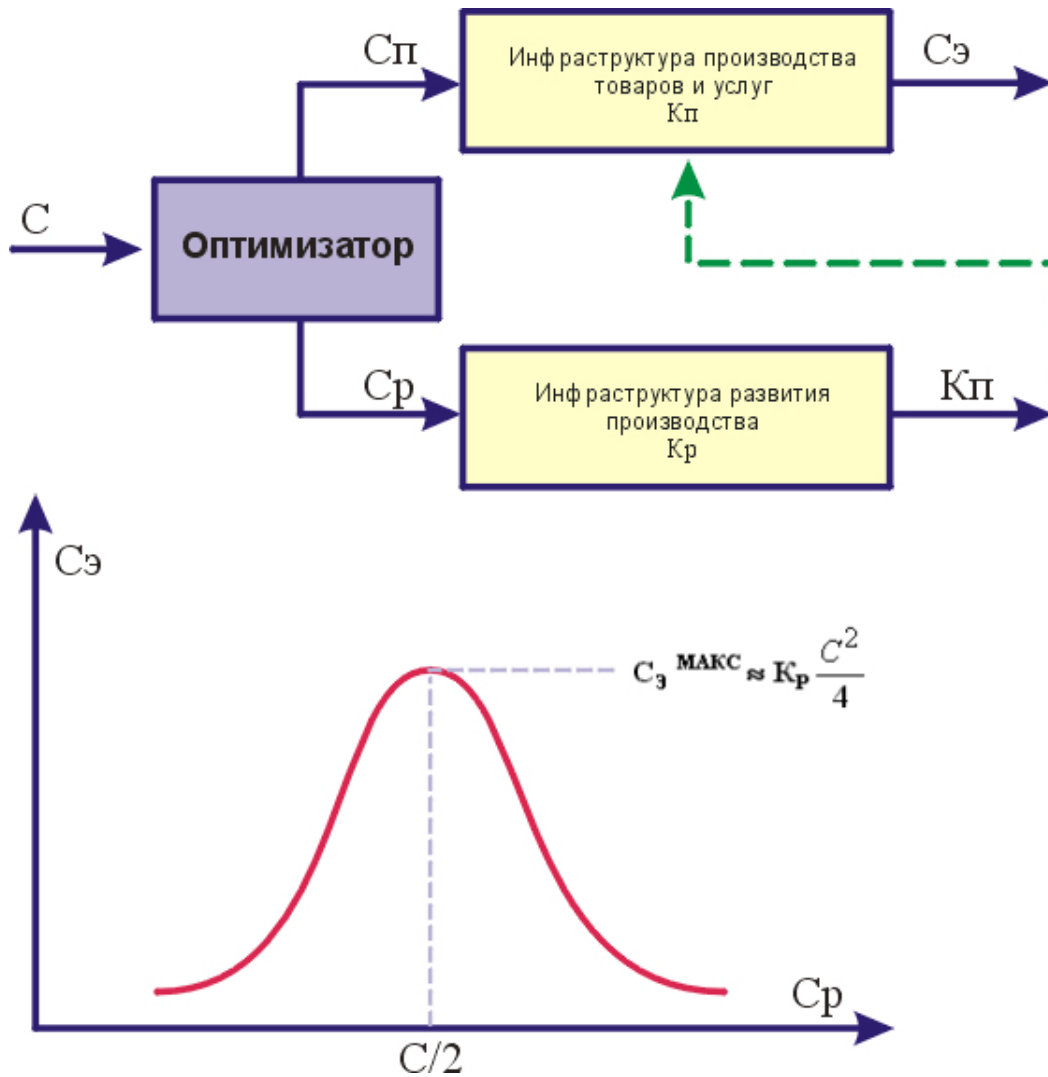 Сп
Инфраструктура производства
товаров и услуг
Кп
Сэ
С
Оптимизатор
Ср
Инфраструктура развития
производства
Кр
Кп
Сэ
Сэ МАКС ≈ Кр C²/4
Ср
С/2